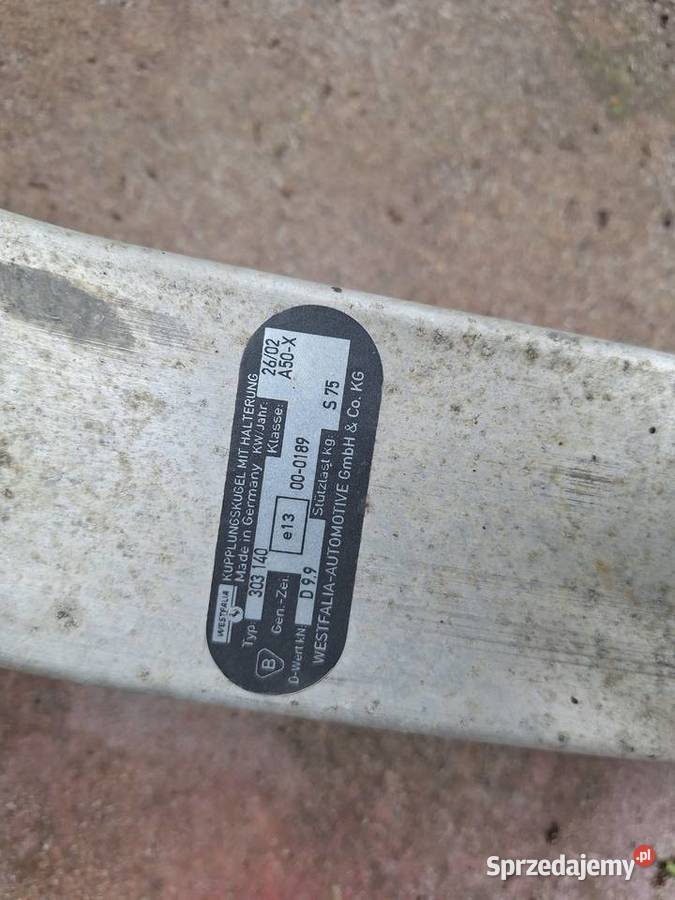 WESTFALIA
KUPPLUNGSKUGEL MIT HALTERUNG
Made in Germany KW/Jahr: 26/02
Typ: 303 140 Klasse: A50-X
B Gen.-Zei. e13 00-0189
D-Wert kN: D 9.9 Stützlast kg: S 75
WESTFALIA-AUTOMOTIVE GmbH & Co. KG
Sprzedajemy.pl